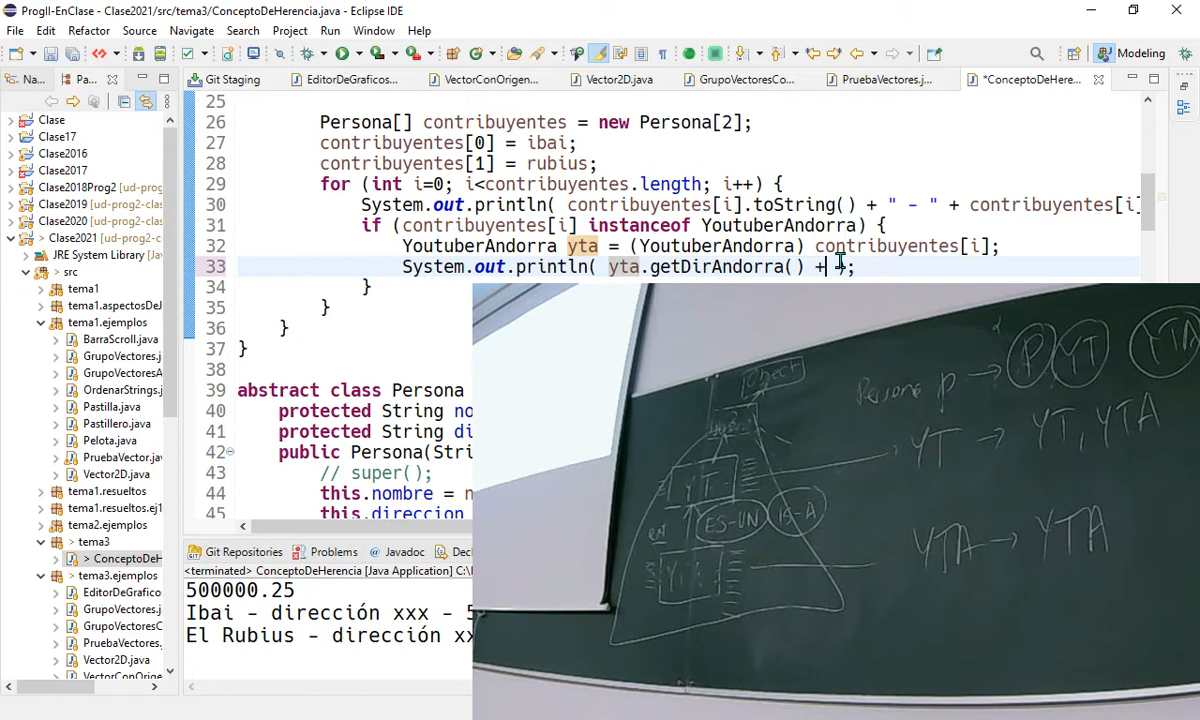 ProgII-EnClase - Clase2021/src/tema3/ConceptoDeHerencia.java - Eclipse IDE
File Edit Refactor Source Navigate Search Project Run Window Help
Modeling
Na... Pa...
Git Staging EditorDeGraficos... VectorConOrigen... Vector2D.java GrupoVectoresCo... PruebaVectores.j... *ConceptoDeHere...
Clase
Clase17
Clase2016
Clase2017
Clase2018Prog2 [ud-prog
Clase2019 [ud-prog2-c
Clase2020 [ud-prog2-c
> Clase2021 [ud-prog2-c
JRE System Library [
> src
tema1
tema1.aspectosDeJ
tema1.ejemplos
BarraScroll.java
GrupoVectores.j
GrupoVectoresA
OrdenarStrings.j
Pastilla.java
Pastillero.java
Pelota.java
PruebaVector.jav
Vector2D.java
tema1.resueltos
tema1.resueltos.ej1
tema2.ejemplos
> tema3
> ConceptoDeH
tema3.ejemplos
EditorDeGrafico
GrupoVectores.j
GrupoVectoresC
PruebaVectores.
Vector2D.java
VectorConOrigen
25
26 Persona[] contribuyentes = new Persona[2];
27 contribuyentes[0] = ibai;
28 contribuyentes[1] = rubius;
29 for (int i=0; i<contribuyentes.length; i++) {
30 System.out.println( contribuyentes[i].toString() + " - " + contribuyentes[i]
31 if (contribuyentes[i] instanceof YoutuberAndorra) {
32 YoutuberAndorra yta = (YoutuberAndorra) contribuyentes[i];
33 System.out.println( yta.getDirAndorra() + );
34 }
35 }
36 }
37 }
38
39 abstract class Persona
40 protected String no
41 protected String di
42 public Persona(Stri
43 // super();
44 this.nombre = n
45 this.direccion
Git Repositories Problems Javadoc Decl
<terminated> ConceptoDeHerencia [Java Application] C:\
500000.25
Ibai - dirección xxx - 5
El Rubius - dirección xx
Object
Persona p → P YT YTA
YT → YT, YTA
ES-UN IS-A
YTA → YTA